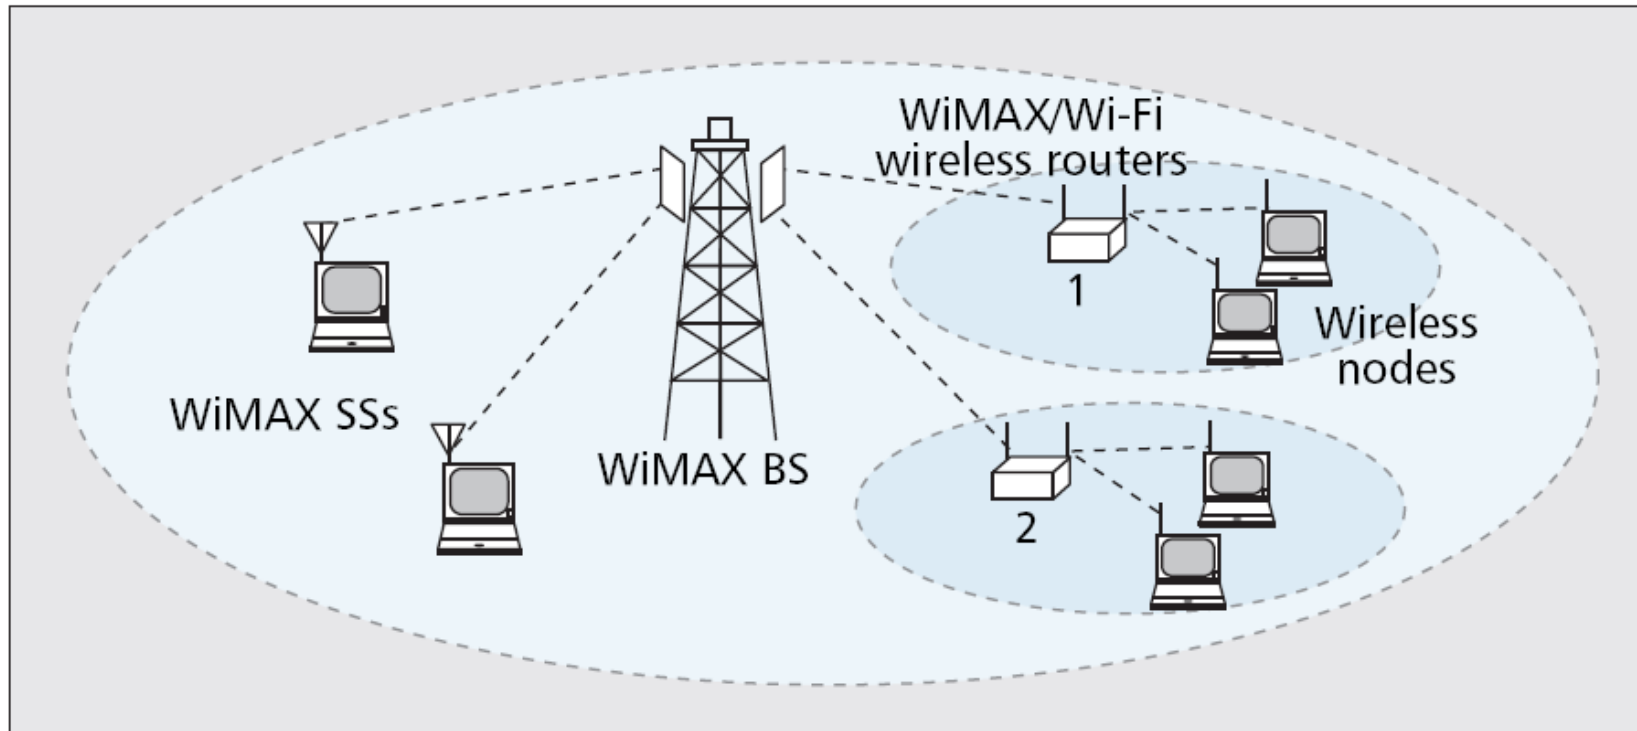 WiMAX/Wi-Fi
wireless routers
1
Wireless
nodes
WiMAX SSs
WiMAX BS
2